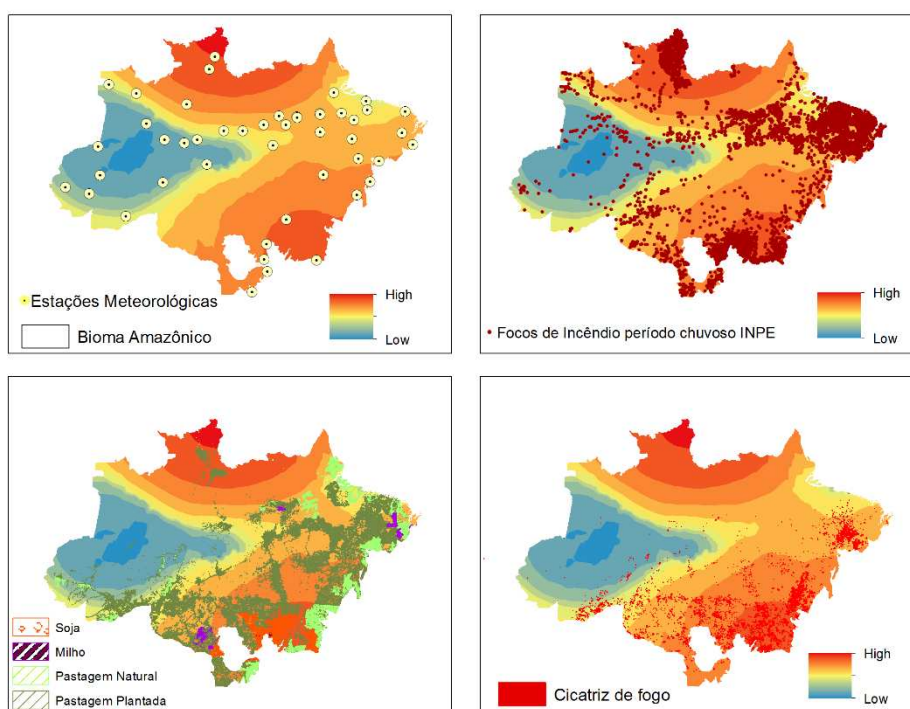 Estações Meteorológicas
Bioma Amazônico
High
Low
Focos de Incêndio período chuvoso INPE
High
Low
Soja
Milho
Pastagem Natural
Pastagem Plantada
Cicatriz de fogo
High
Low